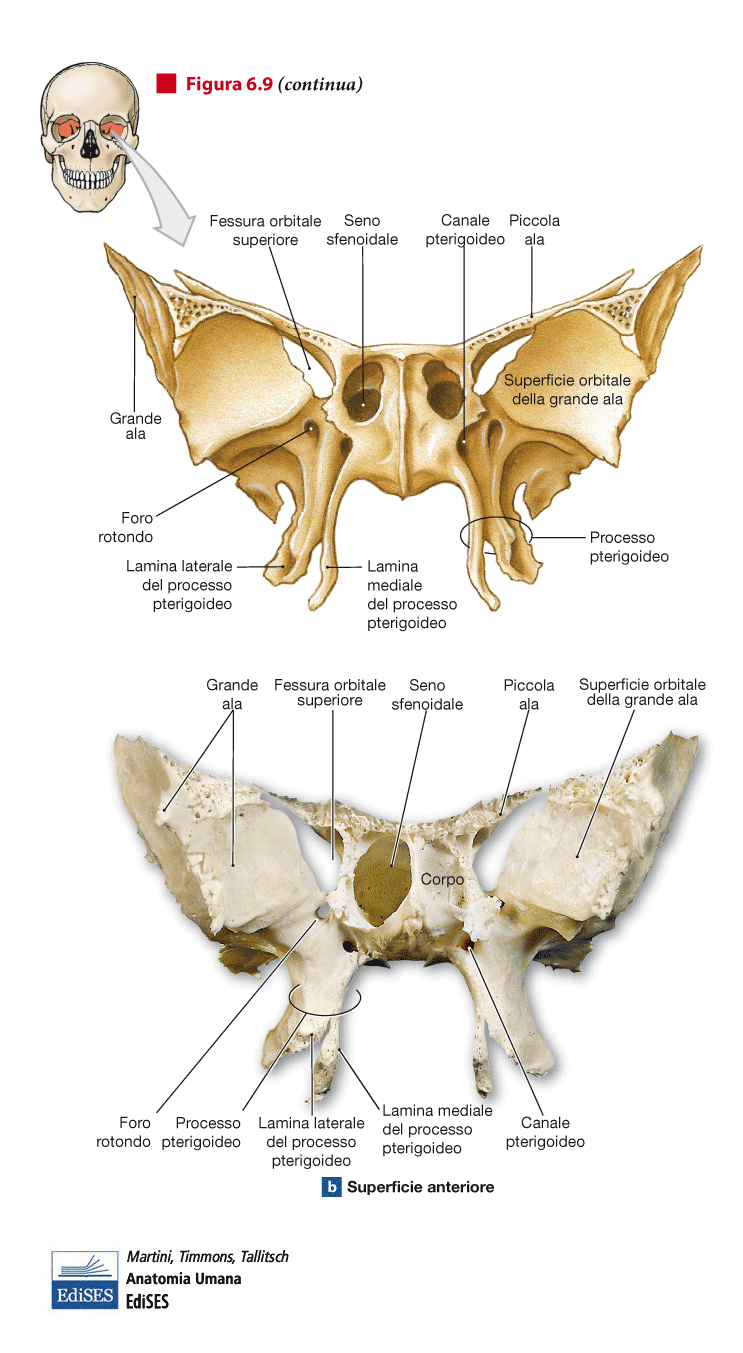 Figura 6.9 (continua)
Fessura orbitale
superiore
Seno
sfenoidale
Canale
pterigoideo
Piccola
ala
Superficie orbitale
della grande ala
Grande
ala
Foro
rotondo
Processo
pterigoideo
Lamina laterale
del processo
pterigoideo
Lamina
mediale
del processo
pterigoideo
Grande
ala
Fessura orbitale
superiore
Seno
sfenoidale
Piccola
ala
Superficie orbitale
della grande ala
Corpo
Foro
rotondo
Processo
pterigoideo
Lamina laterale
del processo
pterigoideo
Lamina mediale
del processo
pterigoideo
Canale
pterigoideo
b Superficie anteriore
Martini, Timmons, Tallitsch
Anatomia Umana
EdiSES
EdiSES